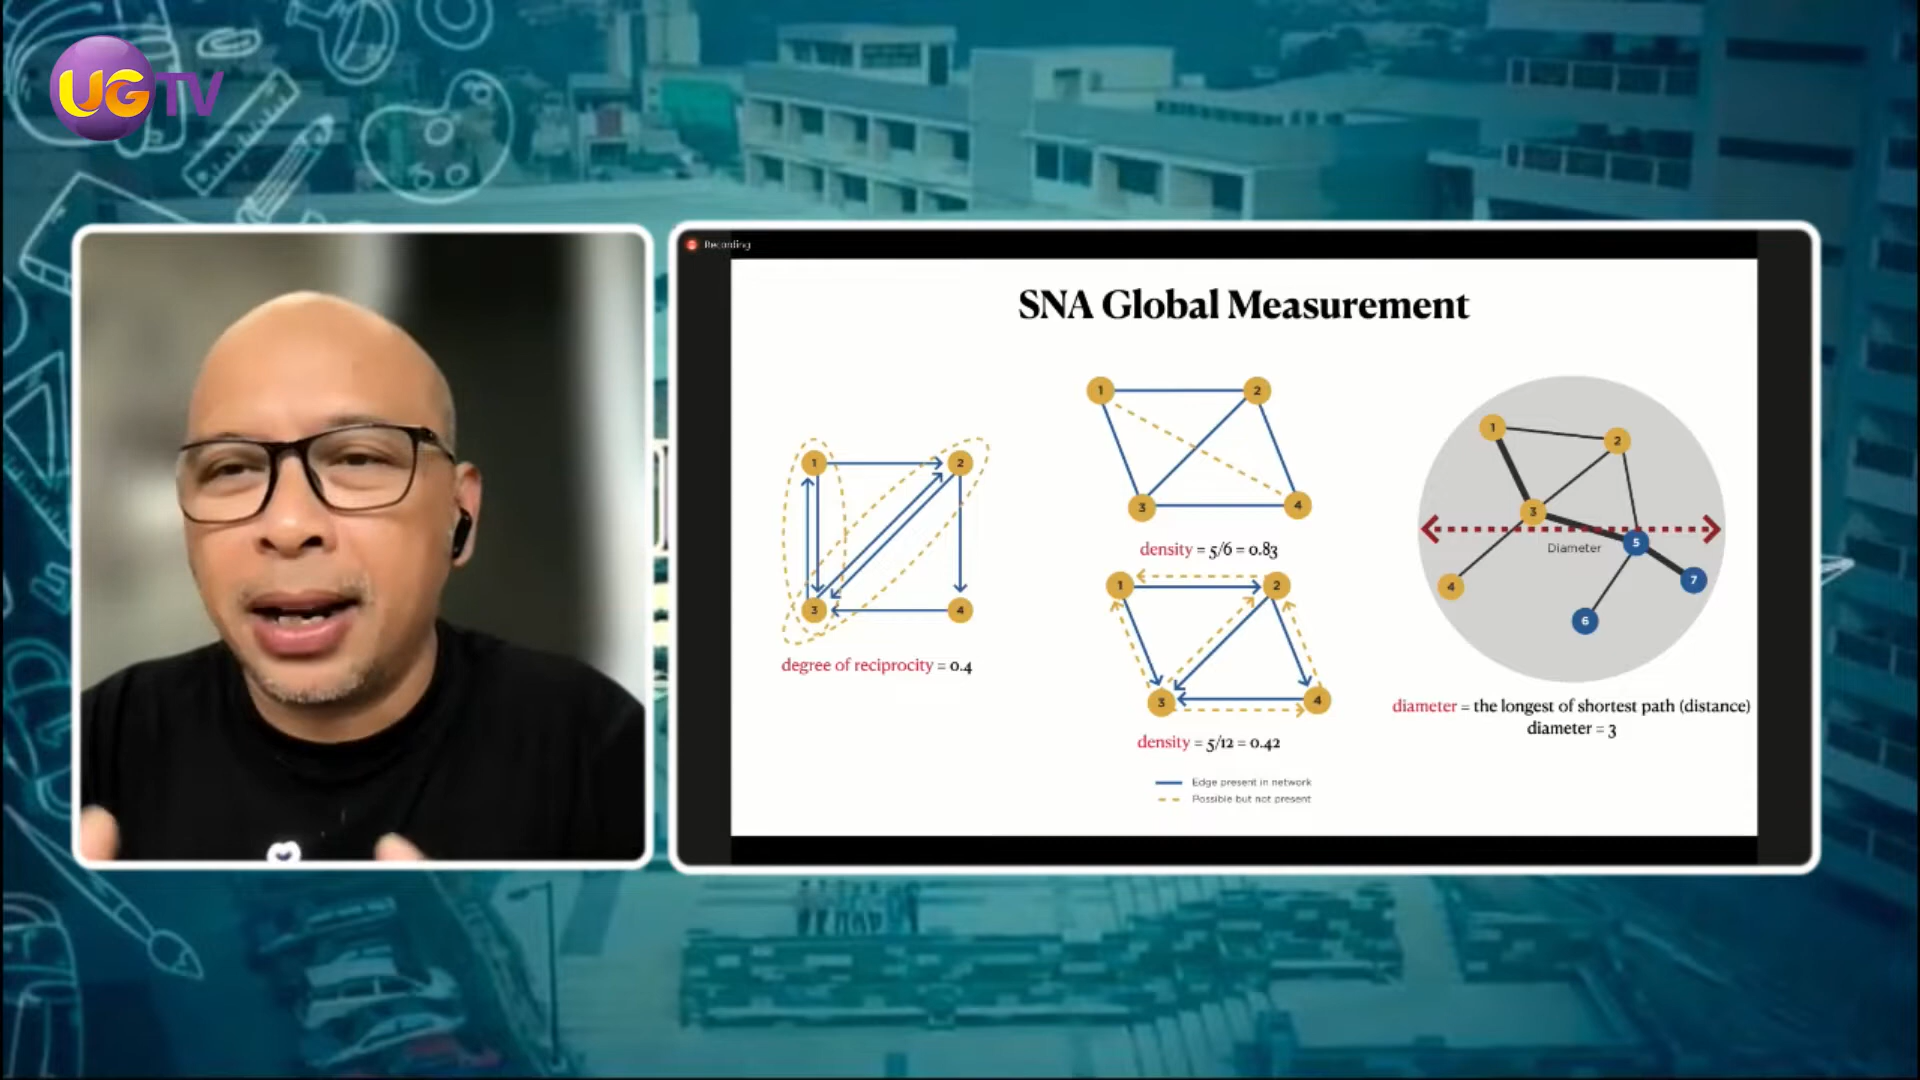 UGTV
Recording
SNA Global Measurement
1
2
3
4
degree of reciprocity = 0.4
1
2
3
4
density = 5/6 = 0.83
1
2
3
4
density = 5/12 = 0.42
Edge present in network
Possible but not present
1
2
3
Diameter
5
7
4
6
diameter = the longest of shortest path (distance)
diameter = 3